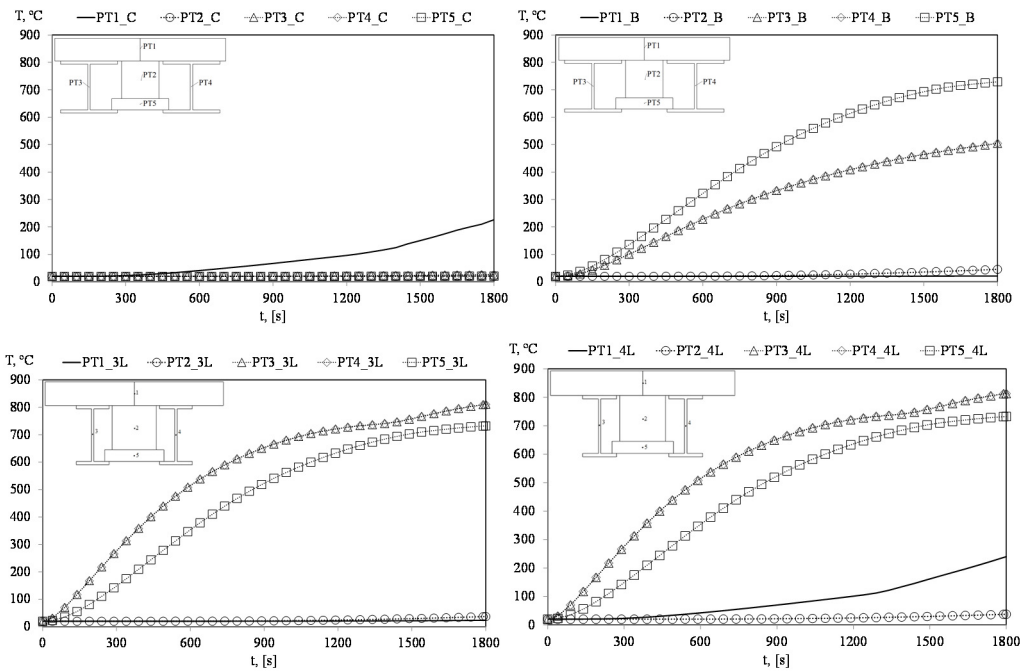 T, °C PT1_C PT2_C PT3_C PT4_C PT5_C
900
800
700
600
500
400
300
200
100
0
PT1
PT3 PT2 PT4
PT5
0 300 600 900 1200 1500 1800
t, [s]
T, °C PT1_B PT2_B PT3_B PT4_B PT5_B
900
800
700
600
500
400
300
200
100
0
PT1
PT3 PT2 PT4
PT5
0 300 600 900 1200 1500 1800
t, [s]
T, °C PT1_3L PT2_3L PT3_3L PT4_3L PT5_3L
900
800
700
600
500
400
300
200
100
0
1
3 2 4
5
0 300 600 900 1200 1500 1800
t, [s]
T, °C PT1_4L PT2_4L PT3_4L PT4_4L PT5_4L
900
800
700
600
500
400
300
200
100
0
1
3 2 4
5
0 300 600 900 1200 1500 1800
t, [s]